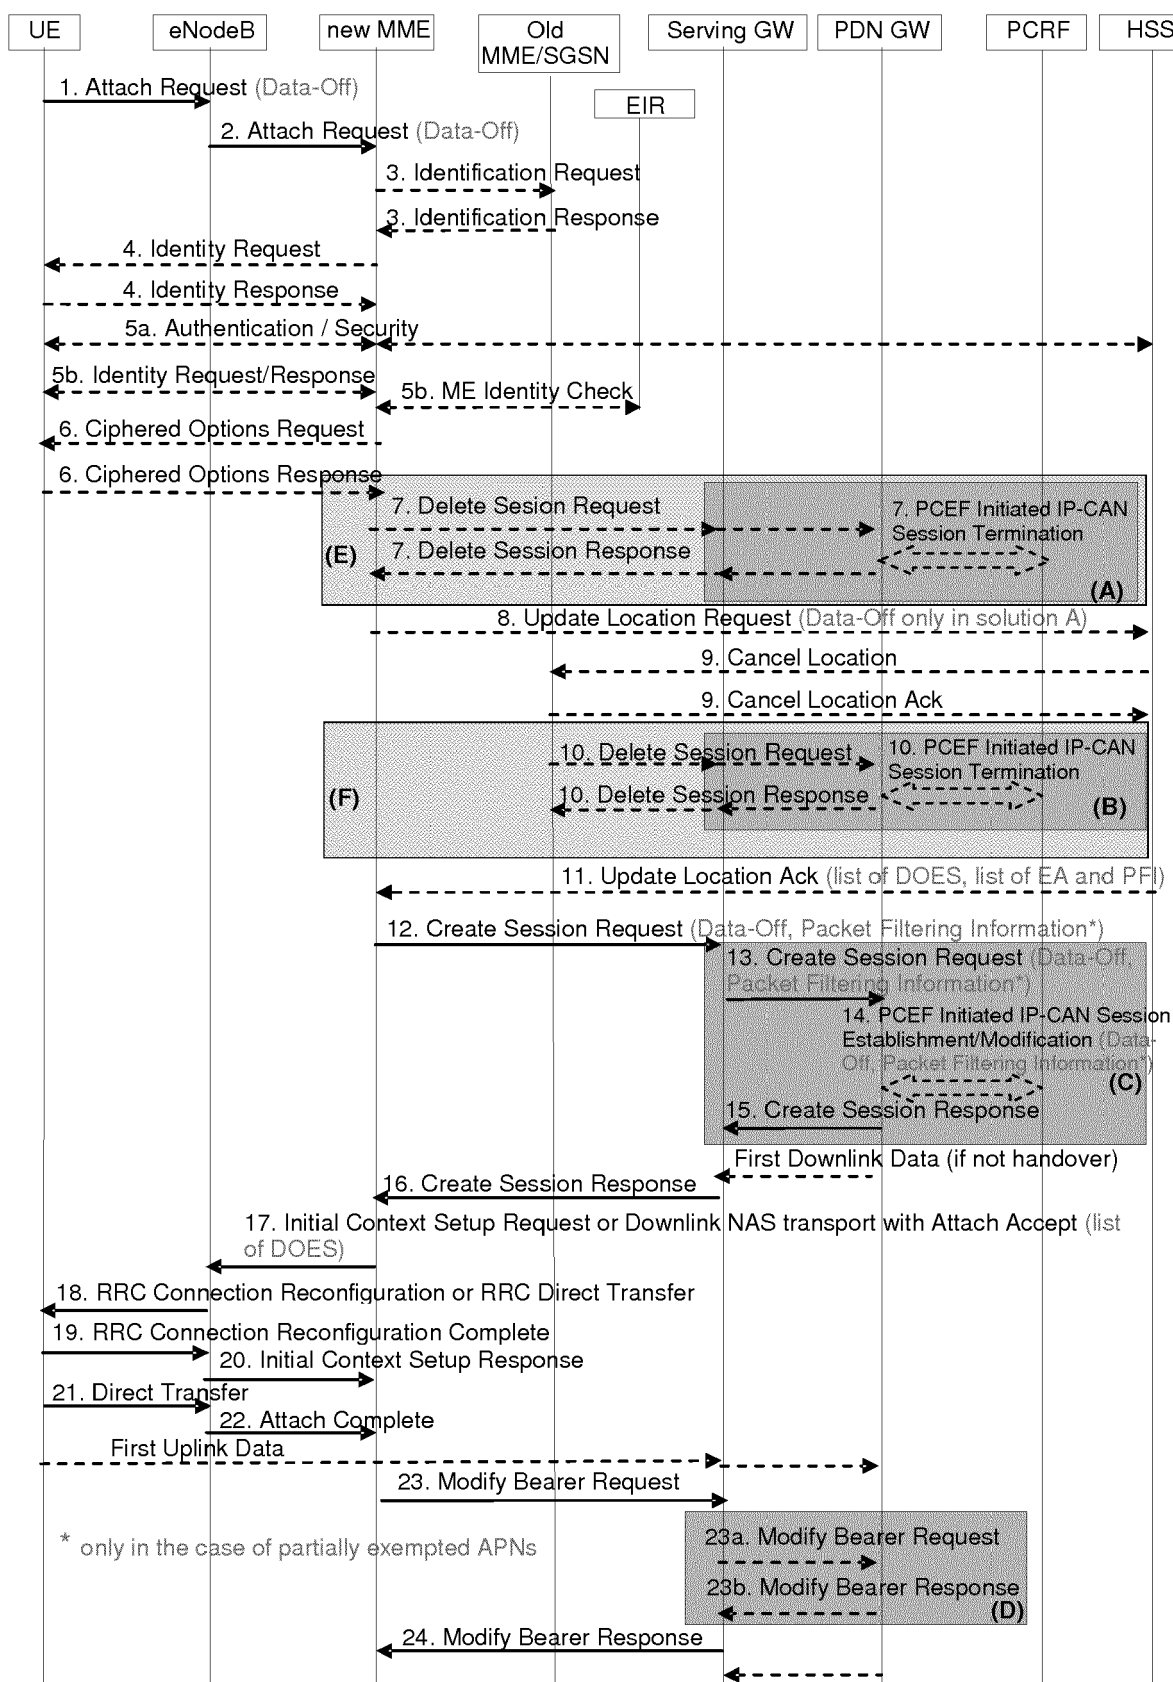 UE
eNodeB
new MME
Old
MME/SGSN
Serving GW
PDN GW
PCRF
HSS
EIR
1. Attach Request (Data-Off)
2. Attach Request (Data-Off)
3. Identification Request
3. Identification Response
4. Identity Request
4. Identity Response
5a. Authentication / Security
5b. Identity Request/Response
5b. ME Identity Check
6. Ciphered Options Request
6. Ciphered Options Response
7. Delete Sesion Request
7. PCEF Initiated IP-CAN
Session Termination
(E)
7. Delete Session Response
(A)
8. Update Location Request (Data-Off only in solution A)
9. Cancel Location
9. Cancel Location Ack
10. Delete Session Request
10. PCEF Initiated IP-CAN
Session Termination
(F)
10. Delete Session Response
(B)
11. Update Location Ack (list of DOES, list of EA and PFI)
12. Create Session Request (Data-Off, Packet Filtering Information*)
13. Create Session Request (Data-Off,
Packet Filtering Information*)
14. PCEF Initiated IP-CAN Session
Establishment/Modification (Data-
Off, Packet Filtering Information*)
(C)
15. Create Session Response
First Downlink Data (if not handover)
16. Create Session Response
17. Initial Context Setup Request or Downlink NAS transport with Attach Accept (list
of DOES)
18. RRC Connection Reconfiguration or RRC Direct Transfer
19. RRC Connection Reconfiguration Complete
20. Initial Context Setup Response
21. Direct Transfer
22. Attach Complete
First Uplink Data
23. Modify Bearer Request
* only in the case of partially exempted APNs
23a. Modify Bearer Request
23b. Modify Bearer Response
(D)
24. Modify Bearer Response